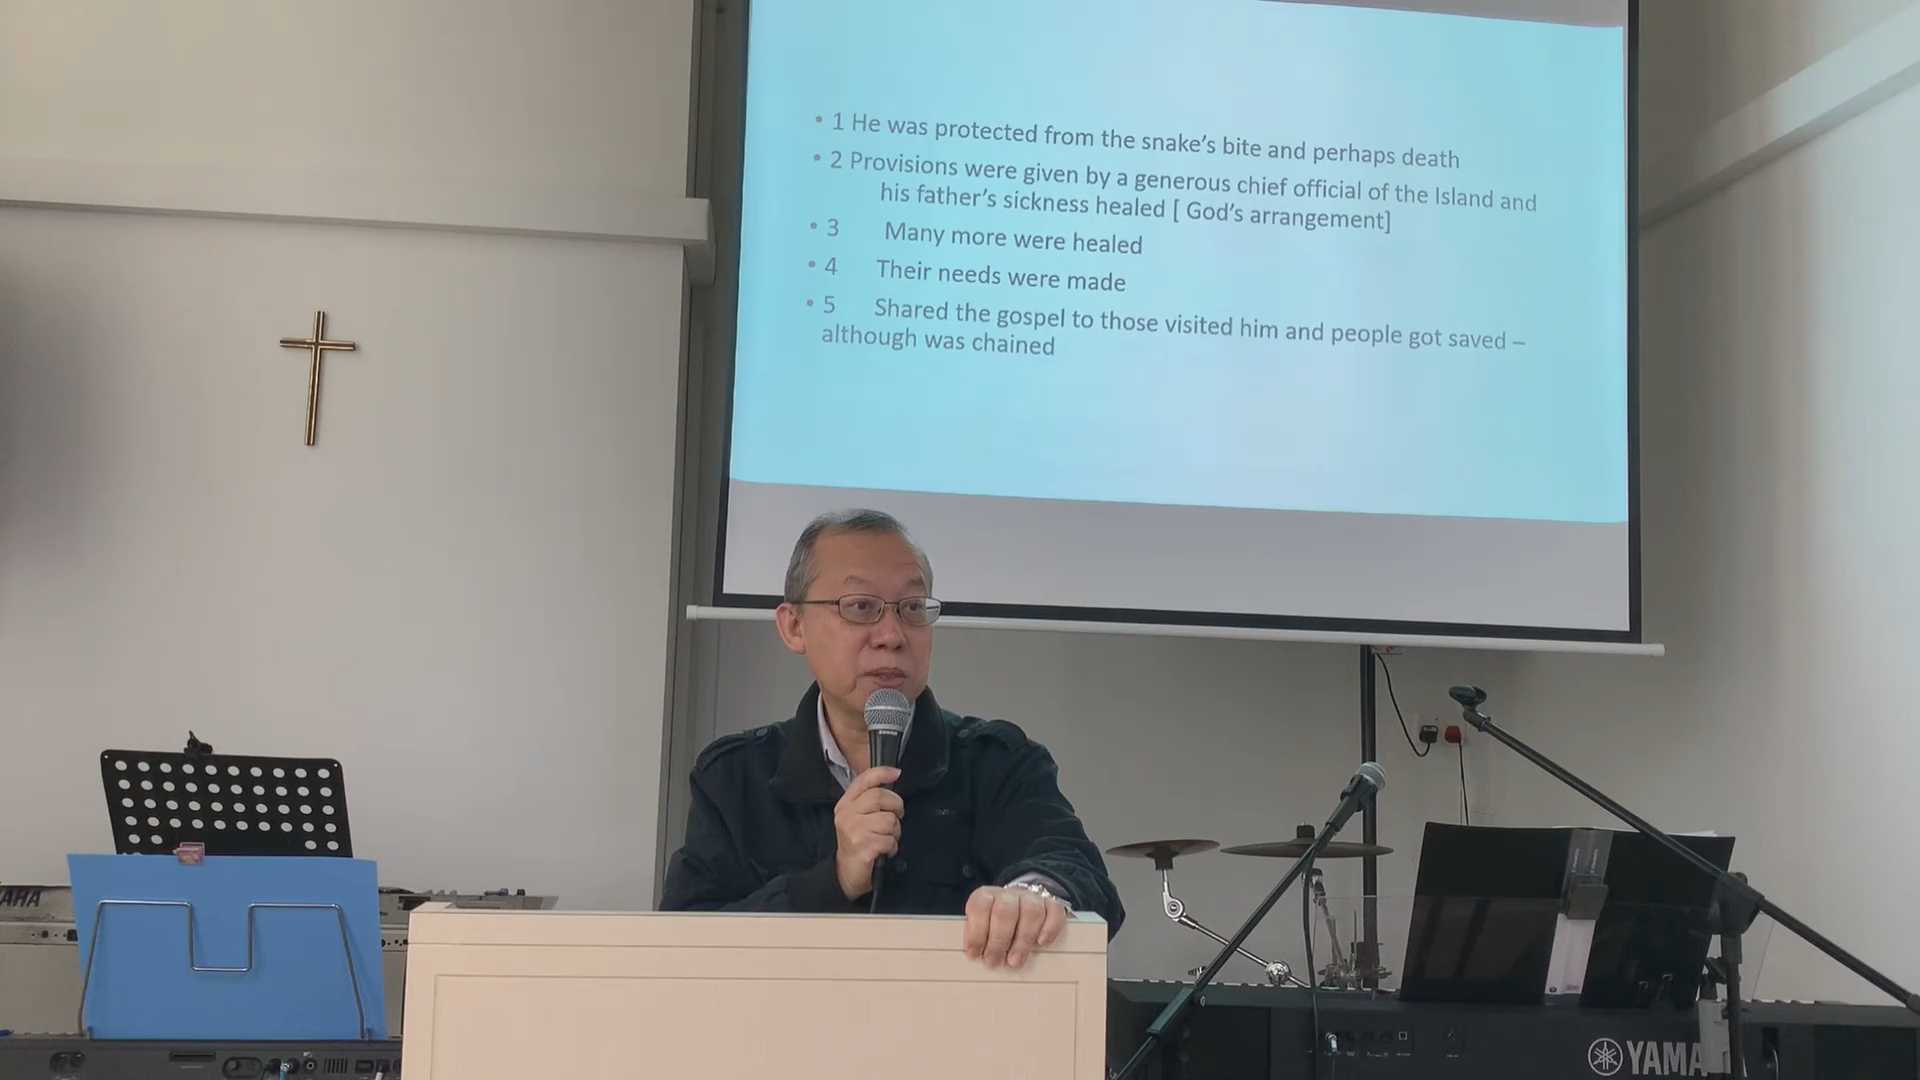 • 1 He was protected from the snake's bite and perhaps death
• 2 Provisions were given by a generous chief official of the Island and
his father's sickness healed [ God's arrangement]
• 3 Many more were healed
• 4 Their needs were made
• 5 Shared the gospel to those visited him and people got saved –
although was chained
AHA
YAMA